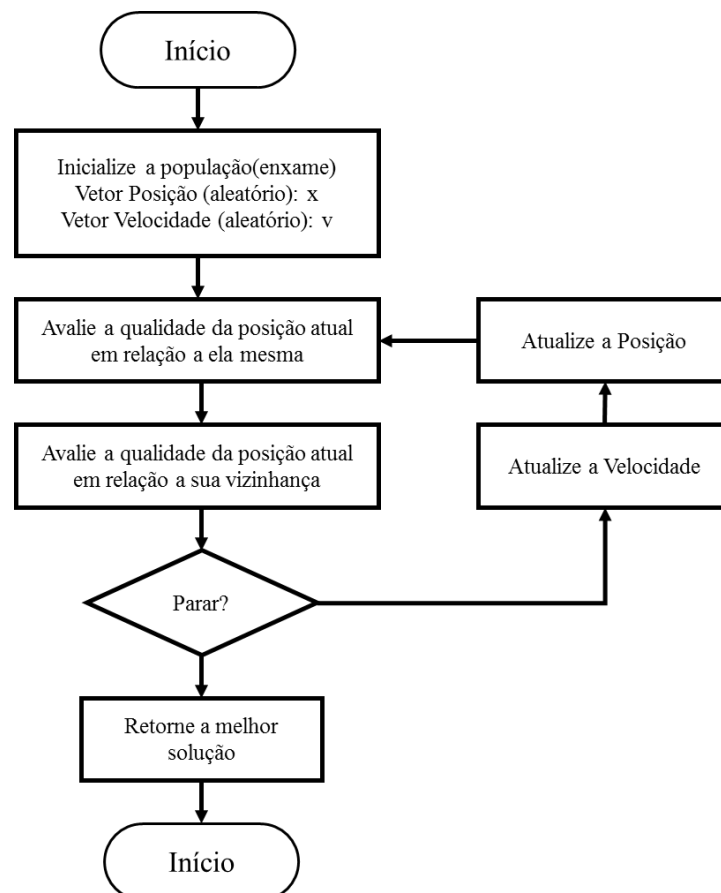 Início
Inicialize a população(enxame)
Vetor Posição (aleatório): x
Vetor Velocidade (aleatório): v
Avalie a qualidade da posição atual
em relação a ela mesma
Atualize a Posição
Avalie a qualidade da posição atual
em relação a sua vizinhança
Atualize a Velocidade
Parar?
Retorne a melhor
solução
Início